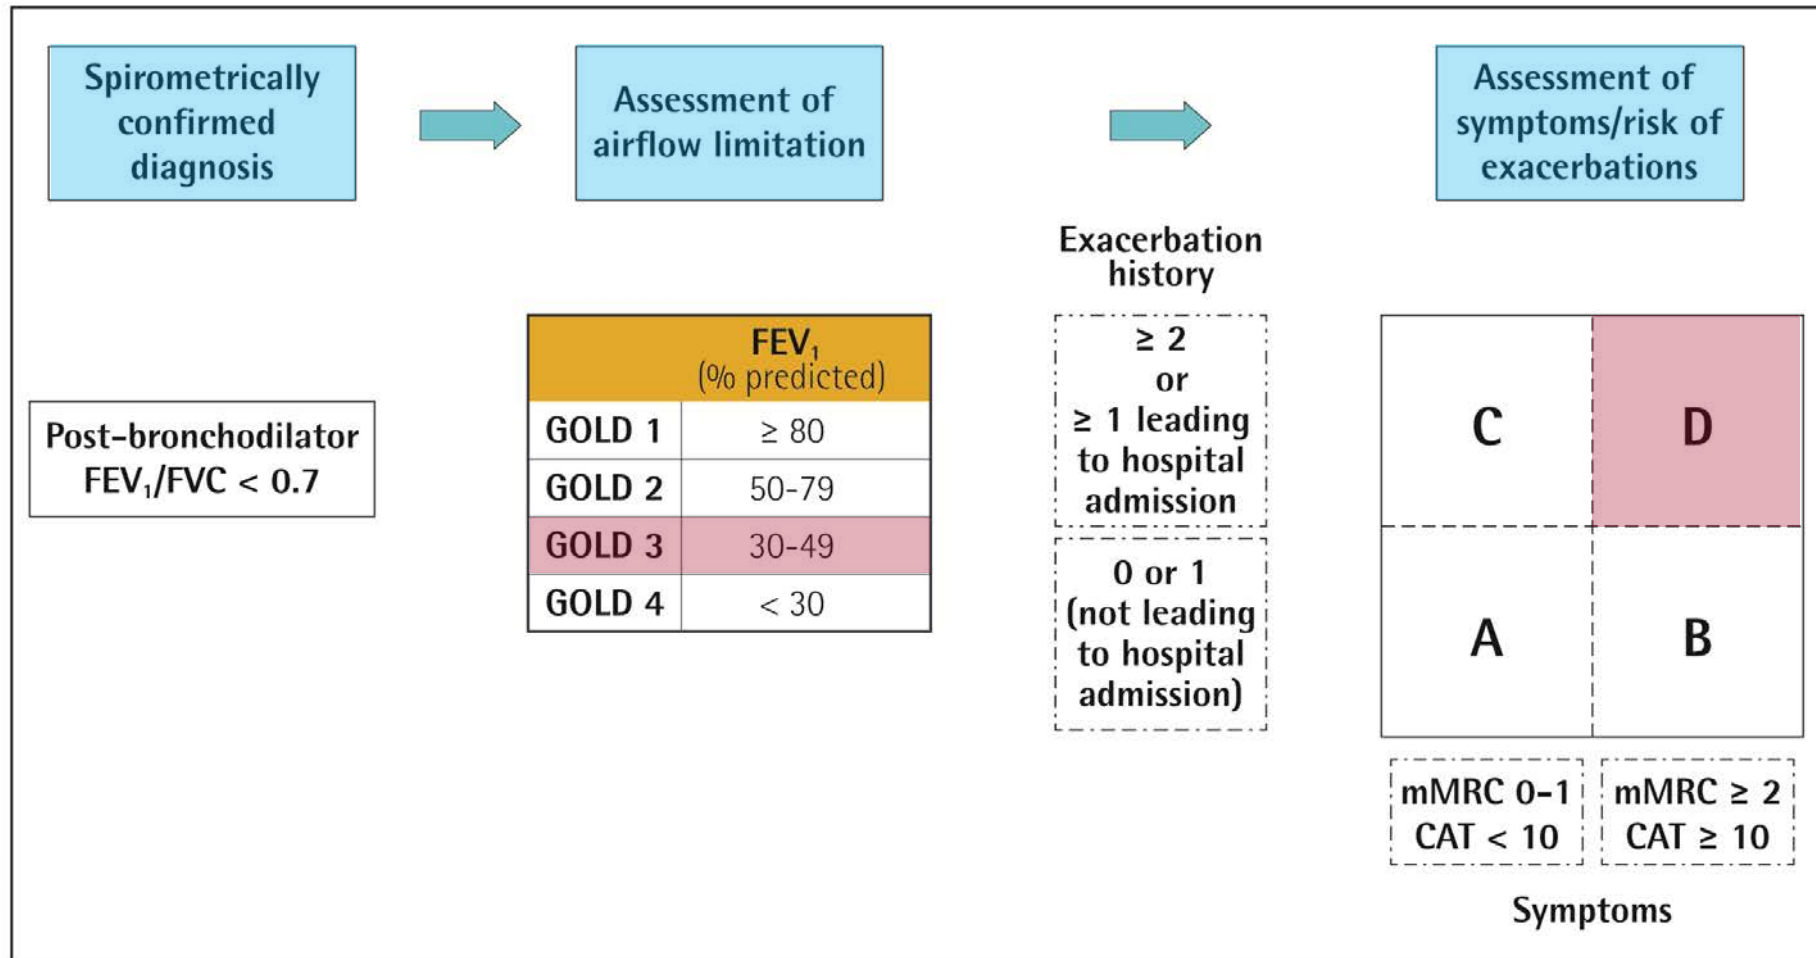 Spirometrically
confirmed
diagnosis
Assessment of
airflow limitation
Assessment of
symptoms/risk of
exacerbations
Post-bronchodilator
FEV₁/FVC < 0.7
FEV₁
(% predicted)
GOLD 1 ≥ 80
GOLD 2 50-79
GOLD 3 30-49
GOLD 4 < 30
Exacerbation
history
≥ 2
or
≥ 1 leading
to hospital
admission
0 or 1
(not leading
to hospital
admission)
C D
A B
mMRC 0-1
CAT < 10
mMRC ≥ 2
CAT ≥ 10
Symptoms